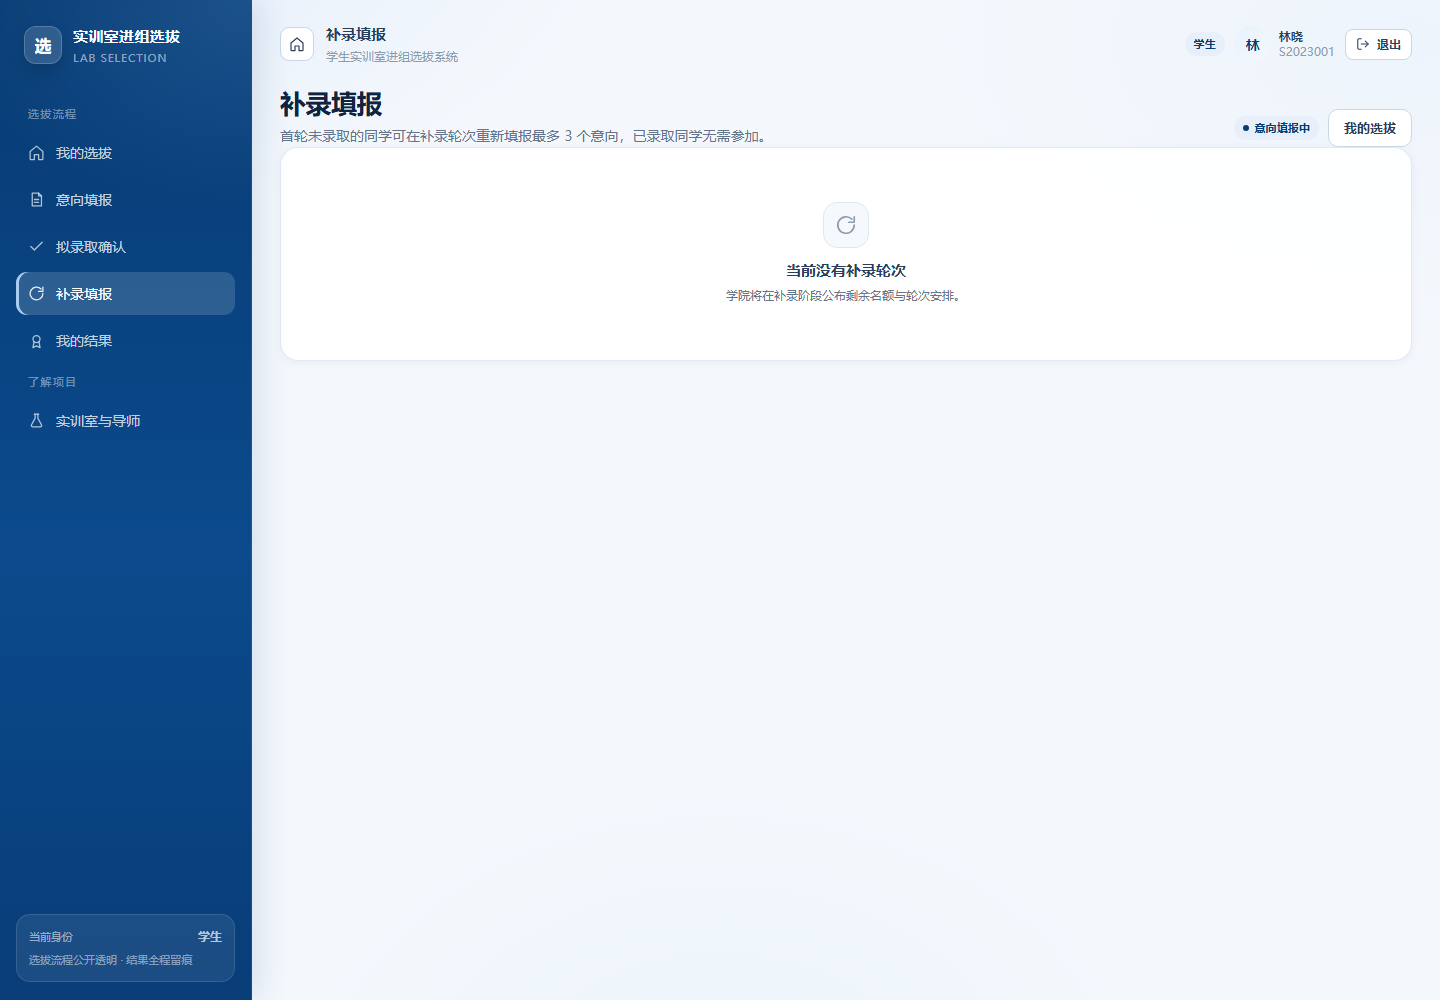 选
实训室进组选拔
LAB SELECTION
选拔流程
我的选拔
意向填报
拟录取确认
补录填报
我的结果
了解项目
实训室与导师
当前身份
学生
选拔流程公开透明 · 结果全程留痕
补录填报
学生实训室进组选拔系统
学生
林
林晓
S2023001
退出
补录填报
首轮未录取的同学可在补录轮次重新填报最多 3 个意向，已录取同学无需参加。
意向填报中
我的选拔
当前没有补录轮次
学院将在补录阶段公布剩余名额与轮次安排。